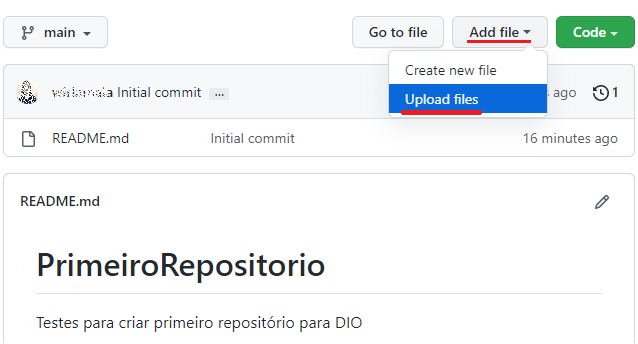 main Go to file Add file Code
Create new file
Initial commit ... ago 1
Upload files
README.md Initial commit 16 minutes ago
README.md
PrimeiroRepositorio
Testes para criar primeiro repositório para DIO